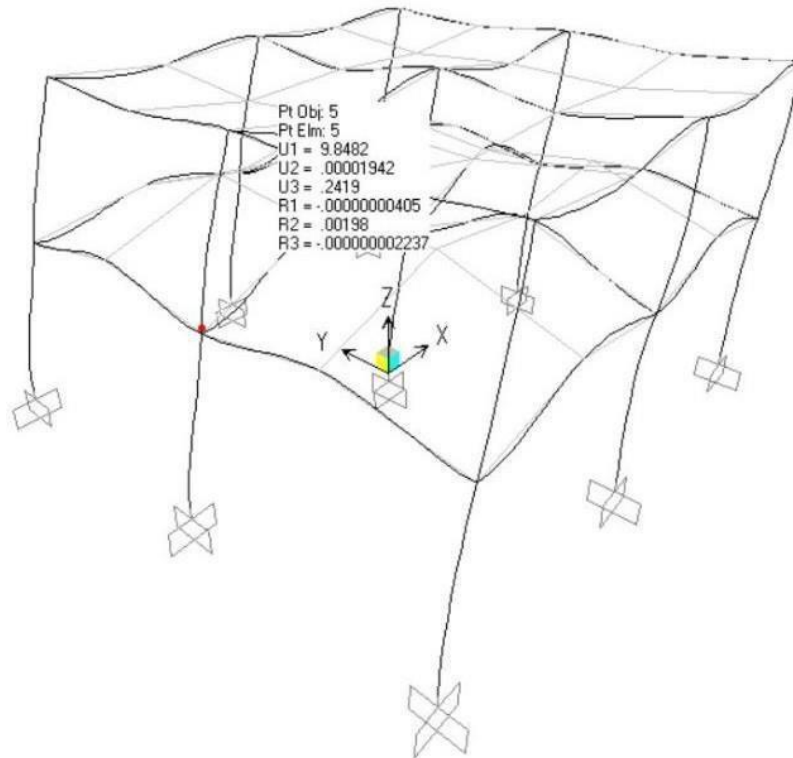 Pt Obj: 5
Pt Elm: 5
U1 = 9.8482
U2 = .00001942
U3 = .2419
R1 = -.00000000405
R2 = .00198
R3 = -.000000002237
Z
Y
X